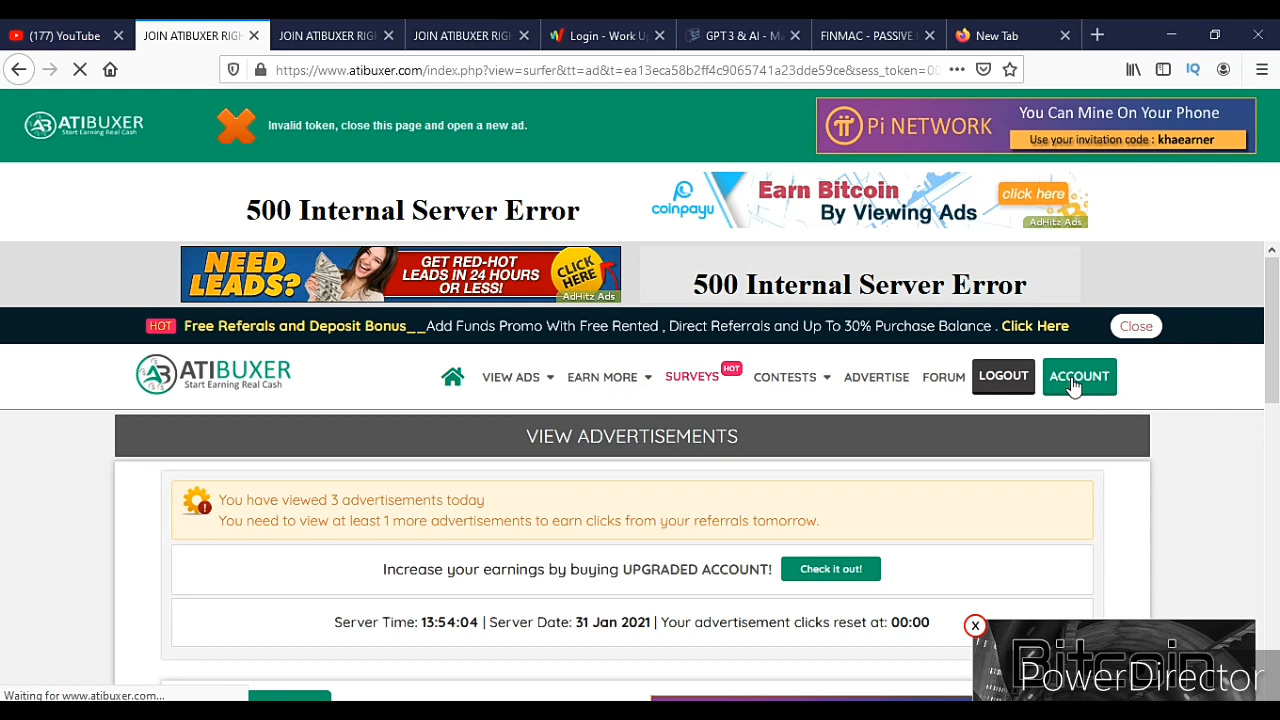 (177) YouTube
JOIN ATIBUXER RIGH
JOIN ATIBUXER RIGH
JOIN ATIBUXER RIGH
Login - Work Up
GPT 3 & AI - Ma
FINMAC - PASSIVE
New Tab
https://www.atibuxer.com/index.php?view=surfer&tt=ad&t=ea13eca58b2ff4c9065741a23dde59ce&sess_token=00
IQ
ATIBUXER
Start Earning Real Cash
Invalid token, close this page and open a new ad.
Pi NETWORK
You Can Mine On Your Phone
Use your invitation code : khaearner
500 Internal Server Error
coinpayu
Earn Bitcoin
By Viewing Ads
click here
AdHitz Ads
NEED LEADS?
GET RED-HOT
LEADS IN 24 HOURS
OR LESS!
CLICK HERE
AdHitz Ads
500 Internal Server Error
HOT Free Referals and Deposit Bonus__Add Funds Promo With Free Rented , Direct Referrals and Up To 30% Purchase Balance . Click Here
Close
ATIBUXER
Start Earning Real Cash
VIEW ADS
EARN MORE
SURVEYS HOT
CONTESTS
ADVERTISE
FORUM
LOGOUT
ACCOUNT
VIEW ADVERTISEMENTS
You have viewed 3 advertisements today
You need to view at least 1 more advertisements to earn clicks from your referrals tomorrow.
Increase your earnings by buying UPGRADED ACCOUNT! Check it out!
Server Time: 13:54:04 | Server Date: 31 Jan 2021 | Your advertisement clicks reset at: 00:00
x
Bitcoin
PowerDirector
Waiting for www.atibuxer.com...